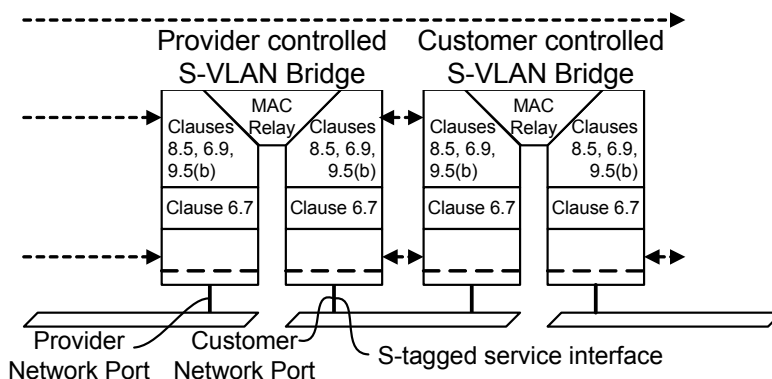 Provider controlled
S-VLAN Bridge
Customer controlled
S-VLAN Bridge
MAC
Relay
MAC
Relay
Clauses
8.5, 6.9,
9.5(b)
Clauses
8.5, 6.9,
9.5(b)
Clauses
8.5, 6.9,
9.5(b)
Clauses
8.5, 6.9,
9.5(b)
Clause 6.7
Clause 6.7
Clause 6.7
Clause 6.7
Provider
Network Port
Customer
Network Port
S-tagged service interface